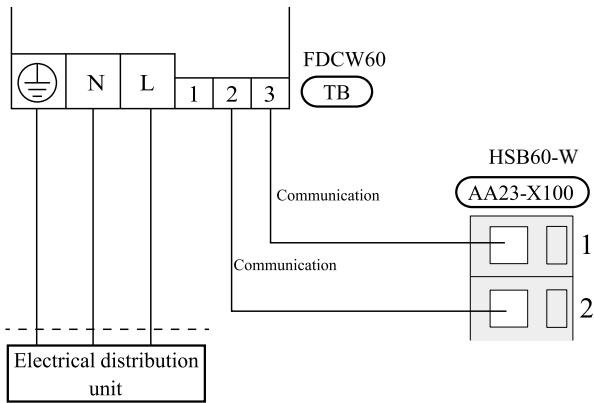 FDCW60
TB
N
L
1
2
3
HSB60-W
AA23-X100
Communication
1
Communication
2
Electrical distribution
unit